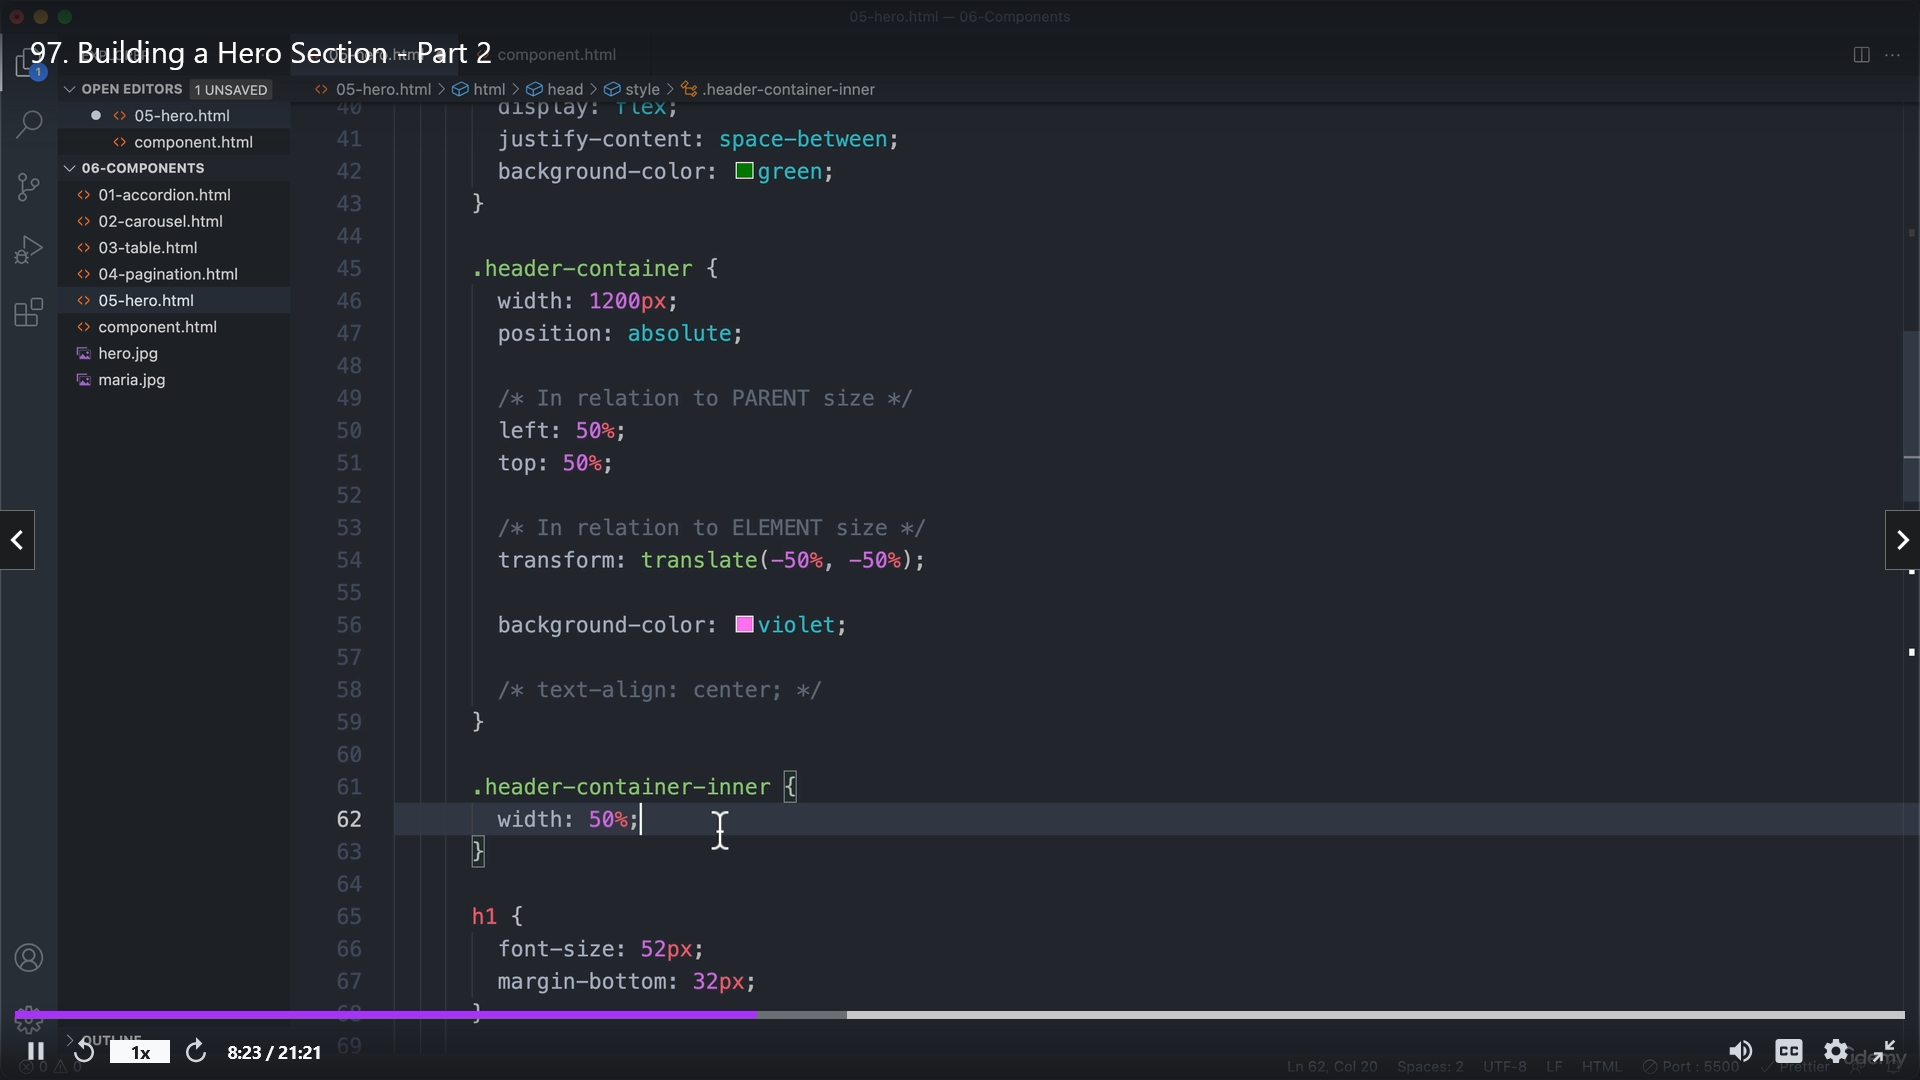 05-hero.html — 06-Components
97. Building a Hero Section - Part 2
component.html
1
OPEN EDITORS 1 UNSAVED
05-hero.html > html > head > style > .header-container-inner
05-hero.html
component.html
06-COMPONENTS
01-accordion.html
02-carousel.html
03-table.html
04-pagination.html
05-hero.html
component.html
hero.jpg
maria.jpg
40 display: flex;
41 justify-content: space-between;
42 background-color: green;
43 }
44
45 .header-container {
46 width: 1200px;
47 position: absolute;
48
49 /* In relation to PARENT size */
50 left: 50%;
51 top: 50%;
52
53 /* In relation to ELEMENT size */
54 transform: translate(-50%, -50%);
55
56 background-color: violet;
57
58 /* text-align: center; */
59 }
60
61 .header-container-inner {
62 width: 50%;
63 }
64
65 h1 {
66 font-size: 52px;
67 margin-bottom: 32px;
68 }
69
OUTLINE
1x
8:23 / 21:21
CC
udemy
0 0
Ln 62, Col 20 Spaces: 2 UTF-8 LF HTML Port : 5500 Prettier